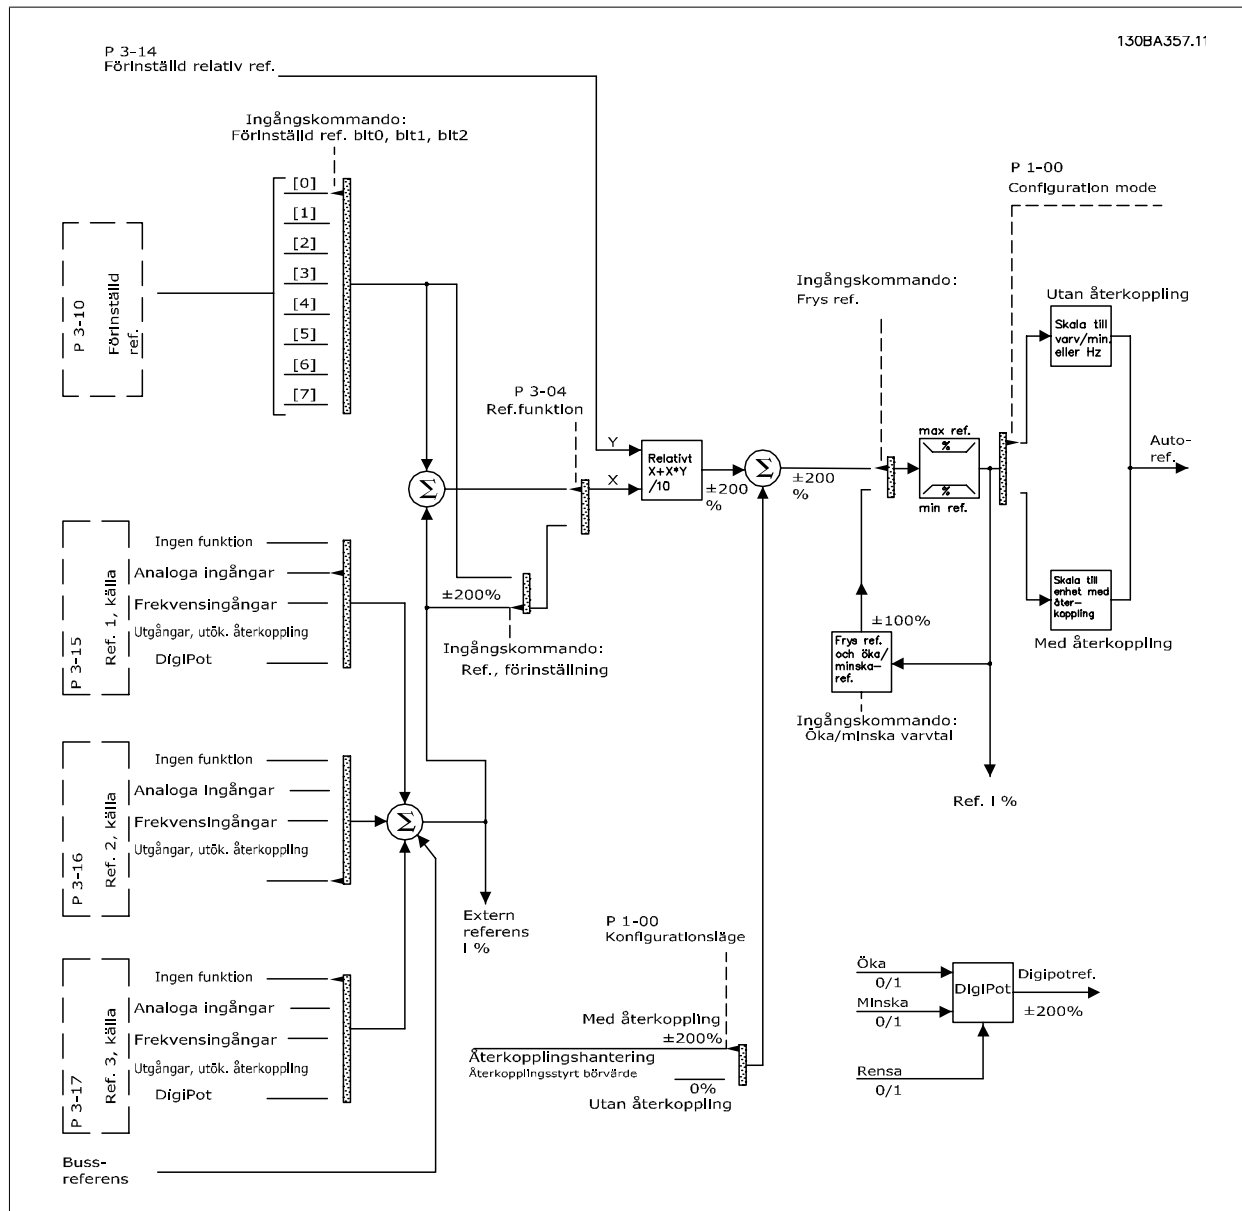 130BA357.11
P 3-14
Förinställd relativ ref.
Ingångskommando:
Förinställd ref. bit0, bit1, bit2
[0]
[1]
[2]
[3]
[4]
[5]
[6]
[7]
P 3-10
Förinställd
ref.
P 1-00
Configuration mode
Ingångskommando:
Frys ref.
Utan återkoppling
Skala till
varv/min.
eller Hz
P 3-04
Ref.funktion
Y
X
Relativt
X+X*Y
/10
±200
%
Σ
±200
%
max ref.
%
%
min ref.
Auto-
ref.
Σ
P 3-15
Ref. 1, källa
Ingen funktion
Analoga ingångar
Frekvensingångar
Utgångar, utök. återkoppling
DigiPot
±200%
Ingångskommando:
Ref., förinställning
Skala till
enhet med
åter-
koppling
Med återkoppling
±100%
Frys ref.
och öka/
minska-
ref.
Ingångskommando:
Öka/minska varvtal
Ref. i %
P 3-16
Ref. 2, källa
Ingen funktion
Analoga ingångar
Frekvensingångar
Utgångar, utök. återkoppling
Σ
Extern
referens
i %
P 1-00
Konfigurationsläge
P 3-17
Ref. 3, källa
Ingen funktion
Analoga ingångar
Frekvensingångar
Utgångar, utök. återkoppling
DigiPot
Med återkoppling
±200%
Återkopplingshantering
Återkopplingsstyrt börvärde
0%
Utan återkoppling
Öka
0/1
Minska
0/1
DigiPot
Digipotref.
±200%
Rensa
0/1
Buss-
referens